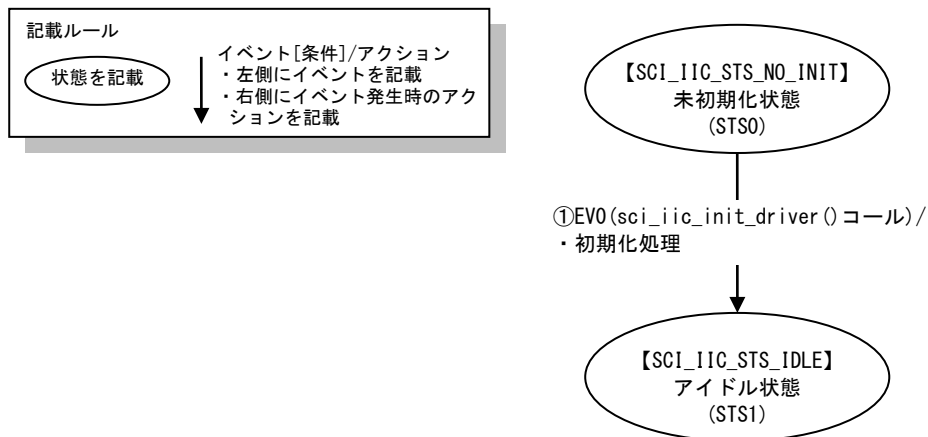 記載ルール
状態を記載
イベント[条件]/アクション
・左側にイベントを記載
・右側にイベント発生時のアク
ションを記載
【SCI_IIC_STS_NO_INIT】
未初期化状態
(STS0)
①EV0(sci_iic_init_driver()コール)/
・初期化処理
【SCI_IIC_STS_IDLE】
アイドル状態
(STS1)